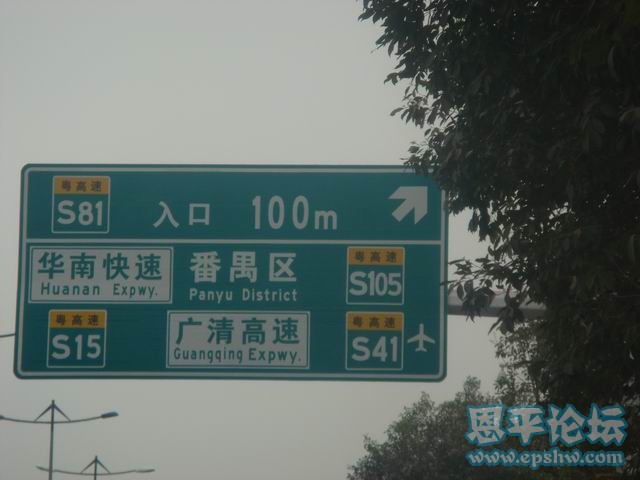 粤高速
S81
入口 100m
华南快速
Huanan Expwy.
番禺区
Panyu District
粤高速
S105
粤高速
S15
广清高速
Guangqing Expwy.
粤高速
S41
恩平论坛
www.epshw.com